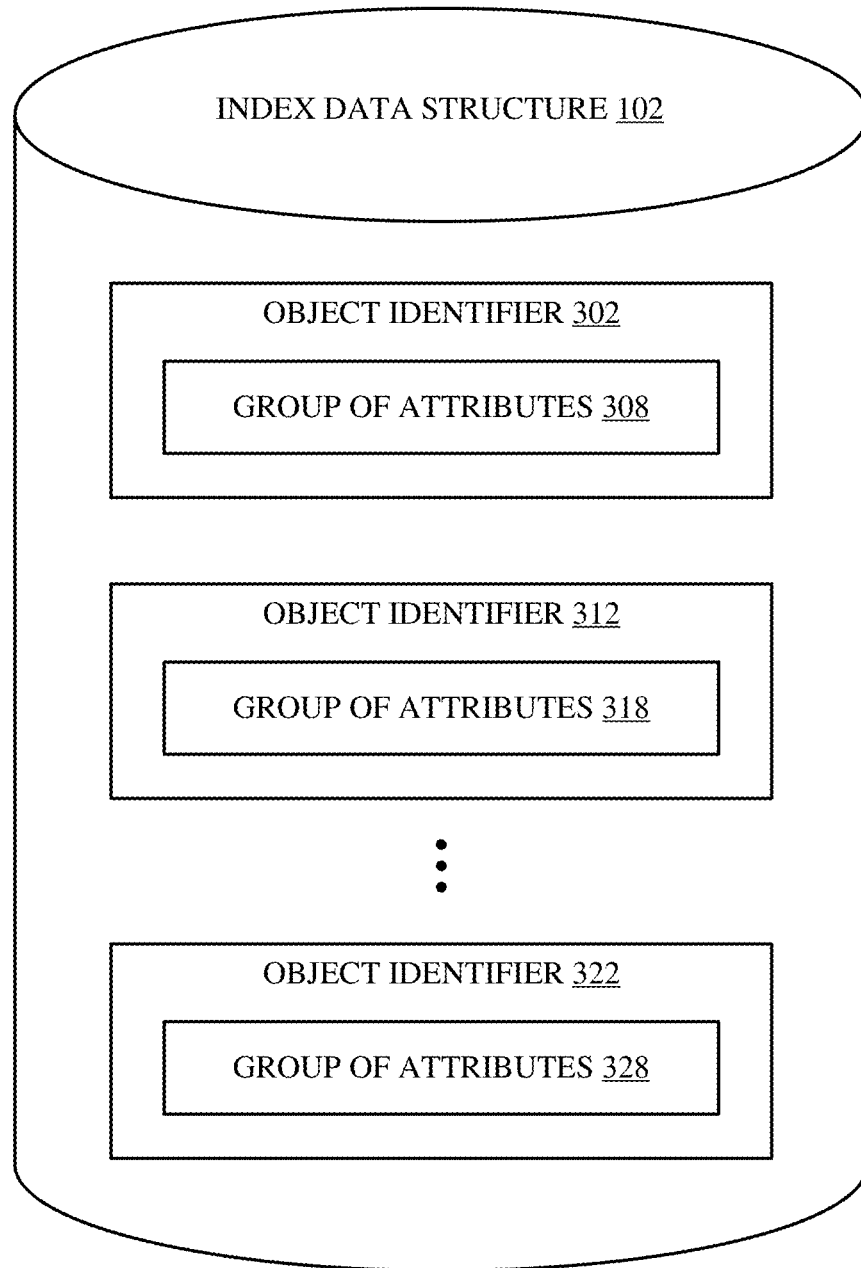 INDEX DATA STRUCTURE 102
OBJECT IDENTIFIER 302
GROUP OF ATTRIBUTES 308
OBJECT IDENTIFIER 312
GROUP OF ATTRIBUTES 318
OBJECT IDENTIFIER 322
GROUP OF ATTRIBUTES 328